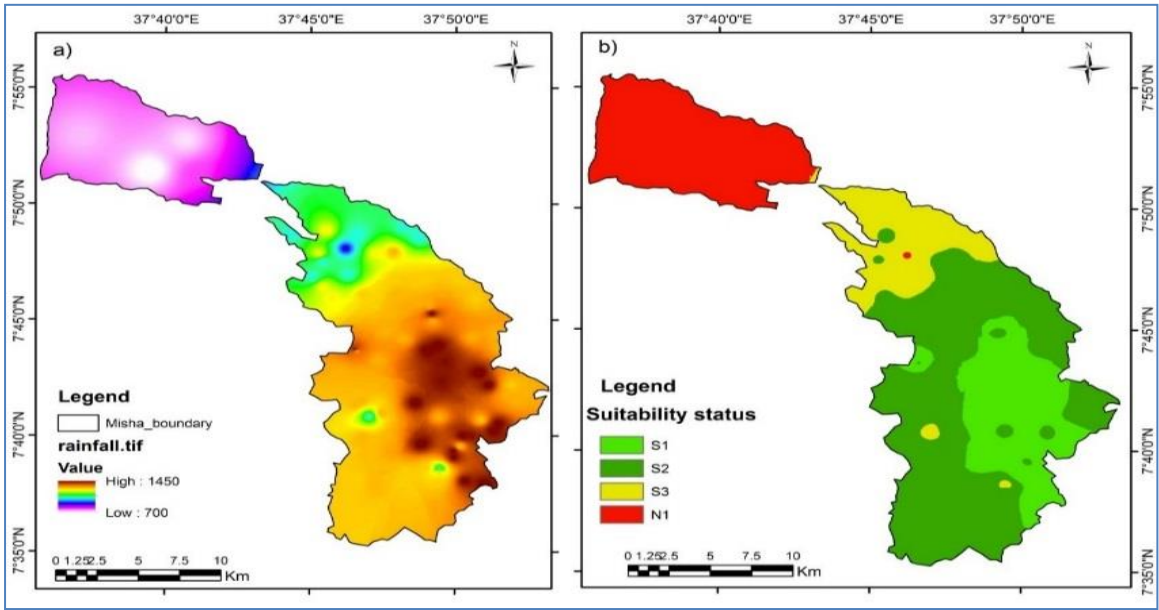 37°40'0"E 37°45'0"E 37°50'0"E
a)
N
7°55'0"N
7°50'0"N
7°45'0"N
7°40'0"N
7°35'0"N
Legend
Misha_boundary
rainfall.tif
Value
High : 1450
Low : 700
0 1.252.5 5 7.5 10
Km
37°40'0"E 37°45'0"E 37°50'0"E
b)
N
7°55'0"N
7°50'0"N
7°45'0"N
7°40'0"N
7°35'0"N
Legend
Suitability status
S1
S2
S3
N1
0 1.252.5 5 7.5 10
Km